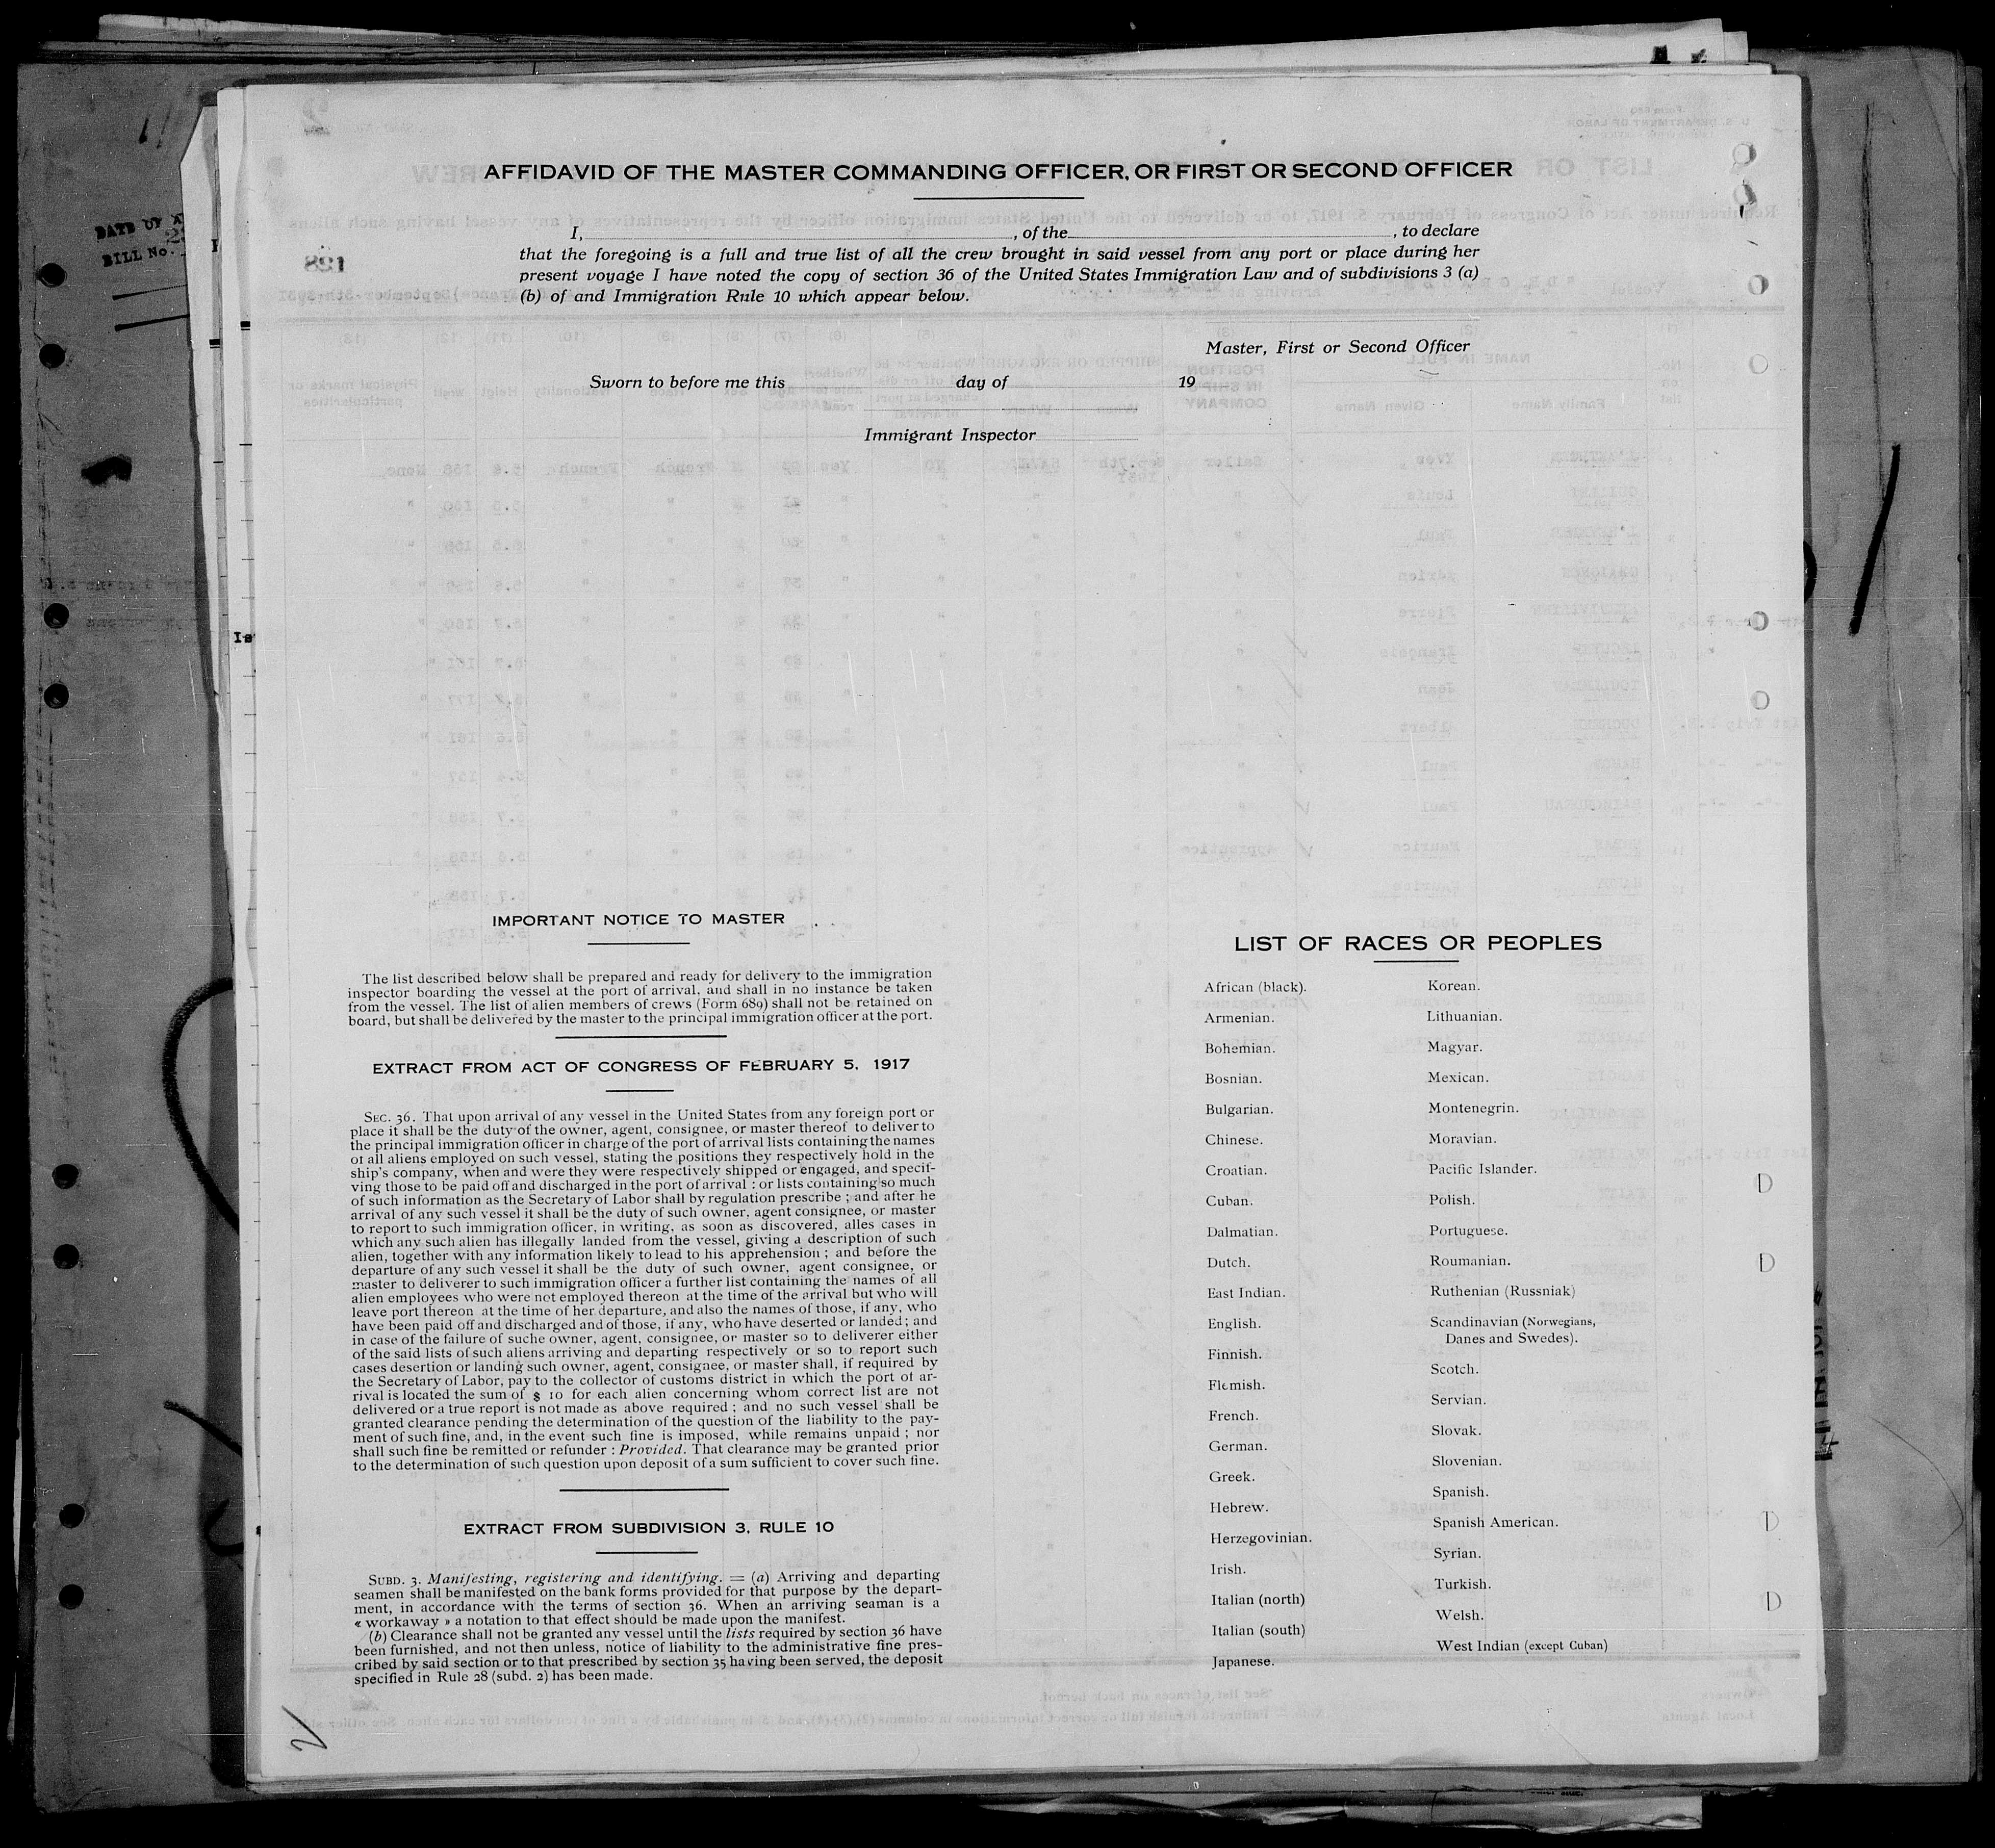 AFFIDAVID OF THE MASTER COMMANDING OFFICER, OR FIRST OR SECOND OFFICER
I, , of the , to declare
that the foregoing is a full and true list of all the crew brought in said vessel from any port or place during her
present voyage I have noted the copy of section 36 of the United States Immigration Law and of subdivisions 3 (a)
(b) of and Immigration Rule 10 which appear below.
Master, First or Second Officer
Sworn to before me this day of 19
Immigrant Inspector
IMPORTANT NOTICE TO MASTER
The list described below shall be prepared and ready for delivery to the immigration
inspector boarding the vessel at the port of arrival, and shall in no instance be taken
from the vessel. The list of alien members of crews (Form 689) shall not be retained on
board, but shall be delivered by the master to the principal immigration officer at the port.
EXTRACT FROM ACT OF CONGRESS OF FEBRUARY 5, 1917
SEC. 36. That upon arrival of any vessel in the United States from any foreign port or
place it shall be the duty of the owner, agent, consignee, or master thereof to deliver to
the principal immigration officer in charge of the port of arrival lists containing the names
of all aliens employed on such vessel, stating the positions they respectively hold in the
ship's company, when and were they were respectively shipped or engaged, and specif-
ving those to be paid off and discharged in the port of arrival : or lists containing so much
of such information as the Secretary of Labor shall by regulation prescribe ; and after he
arrival of any such vessel it shall be the duty of such owner, agent consignee, or master
to report to such immigration officer, in writing, as soon as discovered, alles cases in
which any such alien has illegally landed from the vessel, giving a description of such
alien, together with any information likely to lead to his apprehension ; and before the
departure of any such vessel it shall be the duty of such owner, agent consignee, or
master to deliverer to such immigration officer a further list containing the names of all
alien employees who were not employed thereon at the time of the arrival but who will
leave port thereon at the time of her departure, and also the names of those, if any, who
have been paid off and discharged and of those, if any, who have deserted or landed ; and
in case of the failure of suche owner, agent, consignee, or master so to deliverer either
of the said lists of such aliens arriving and departing respectively or so to report such
cases desertion or landing such owner, agent, consignee, or master shall, if required by
the Secretary of Labor, pay to the collector of customs district in which the port of ar-
rival is located the sum of $ 10 for each alien concerning whom correct list are not
delivered or a true report is not made as above required ; and no such vessel shall be
granted clearance pending the determination of the question of the liability to the pay-
ment of such fine, and, in the event such fine is imposed, while remains unpaid ; nor
shall such fine be remitted or refunder : Provided. That clearance may be granted prior
to the determination of such question upon deposit of a sum sufficient to cover such fine.
EXTRACT FROM SUBDIVISION 3, RULE 10
SUBD. 3. Manifesting, registering and identifying. = (a) Arriving and departing
seamen shall be manifested on the bank forms provided for that purpose by the depart-
ment, in accordance with the terms of section 36. When an arriving seaman is a
« workaway » a notation to that effect should be made upon the manifest.
(b) Clearance shall not be granted any vessel until the lists required by section 36 have
been furnished, and not then unless, notice of liability to the administrative fine pres-
cribed by said section or to that prescribed by section 35 having been served, the deposit
specified in Rule 28 (subd. 2) has been made.
LIST OF RACES OR PEOPLES
African (black).
Armenian.
Bohemian.
Bosnian.
Bulgarian.
Chinese.
Croatian.
Cuban.
Dalmatian.
Dutch.
East Indian.
English.
Finnish.
Flemish.
French.
German.
Greek.
Hebrew.
Herzegovinian.
Irish.
Italian (north)
Italian (south)
Japanese.
Korean.
Lithuanian.
Magyar.
Mexican.
Montenegrin.
Moravian.
Pacific Islander.
Polish.
Portuguese.
Roumanian.
Ruthenian (Russniak)
Scandinavian (Norwegians,
Danes and Swedes).
Scotch.
Servian.
Slovak.
Slovenian.
Spanish.
Spanish American.
Syrian.
Turkish.
Welsh.
West Indian (except Cuban)